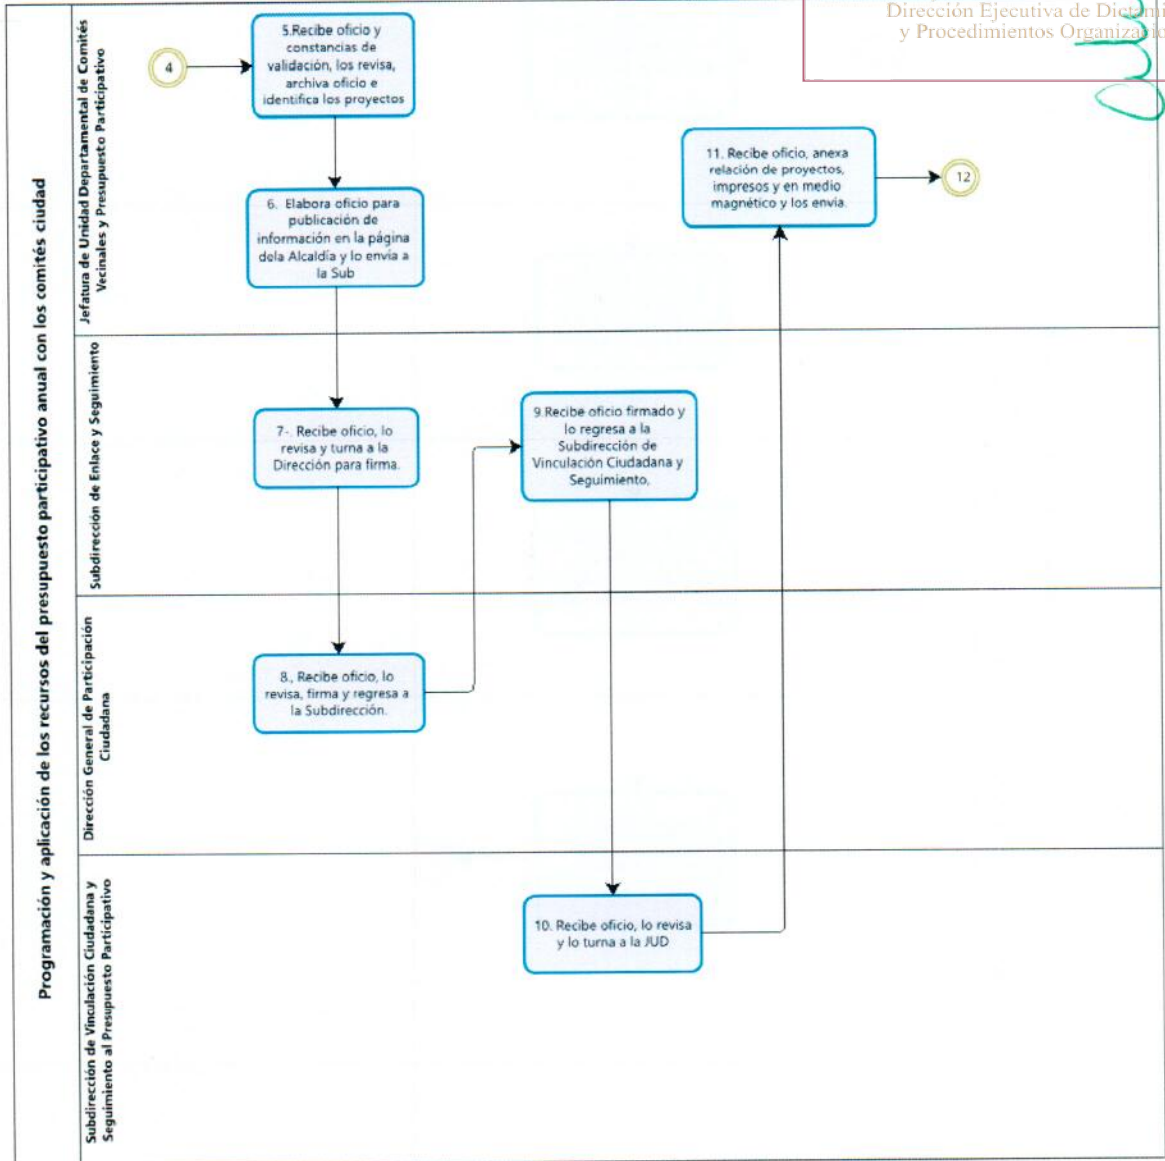 Dirección Ejecutiva de
y Procedimientos
Programación y aplicación de los recursos del presupuesto participativo anual con los comités ciudad
Jefatura de Unidad Departamental de Comités
Vecinales y Presupuesto Participativo
4
5.Recibe oficio y
constancias de
validación, los revisa,
archiva oficio e
identifica los proyectos
6. Elabora oficio para
publicación de
información en la página
dela Alcaldía y lo envia a
la Sub
11. Recibe oficio, anexa
relación de proyectos,
impresos y en medio
magnético y los envia.
12
Subdirección de Enlace y Seguimiento
7-. Recibe oficio, lo
revisa y turna a la
Dirección para firma.
9.Recibe oficio firmado y
lo regresa a la
Subdirección de
Vinculación Ciudadana y
Seguimiento,
Dirección General de Participación
Ciudadana
8., Recibe oficio, lo
revisa, firma y regresa a
la Subdirección.
Subdirección de Vinculación Ciudadana y
Seguimiento al Presupuesto Participativo
10. Recibe oficio, lo revisa
y lo turna a la JUD